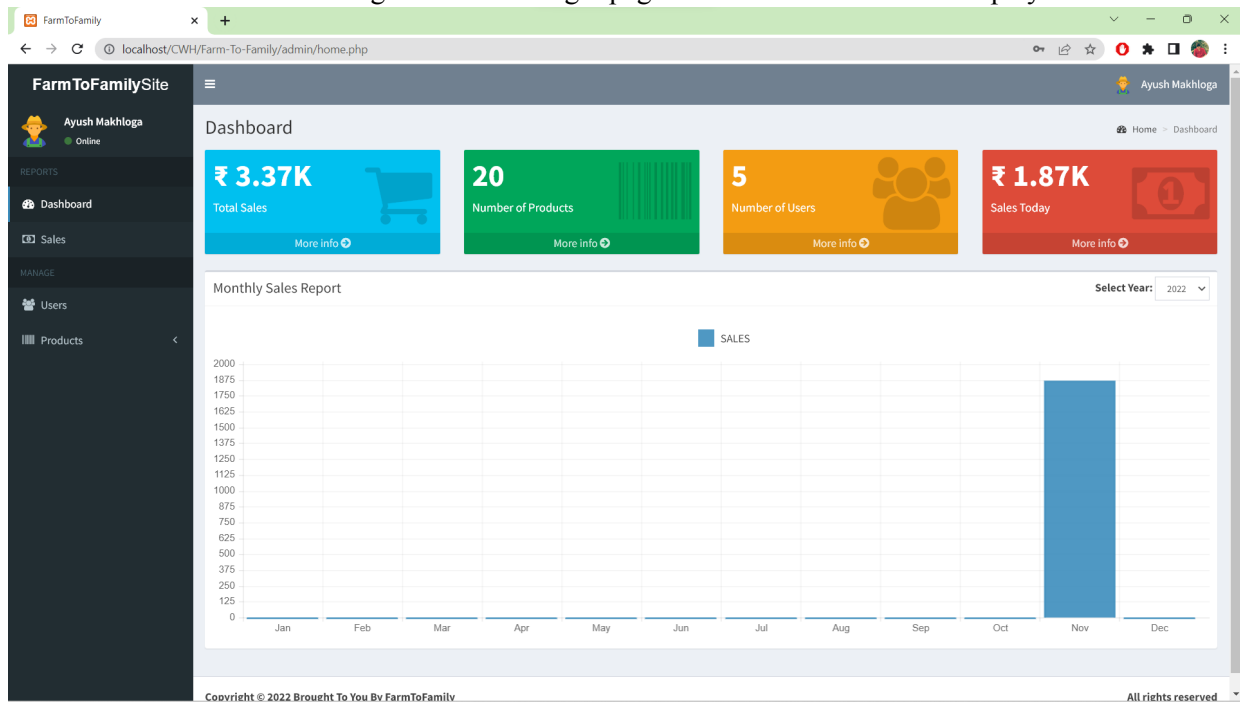 FarmToFamily
localhost/CWH/Farm-To-Family/admin/home.php
FarmToFamilySite
Ayush Makhloga
Ayush Makhloga
Online
Dashboard
Home > Dashboard
REPORTS
Dashboard
Sales
MANAGE
Users
Products
₹ 3.37K
Total Sales
More info
20
Number of Products
More info
5
Number of Users
More info
₹ 1.87K
Sales Today
More info
1
Monthly Sales Report
Select Year: 2022
SALES
2000
1875
1750
1625
1500
1375
1250
1125
1000
875
750
625
500
375
250
125
0
Jan Feb Mar Apr May Jun Jul Aug Sep Oct Nov Dec
Copyright © 2022 Brought To You By FarmToFamily
All rights reserved